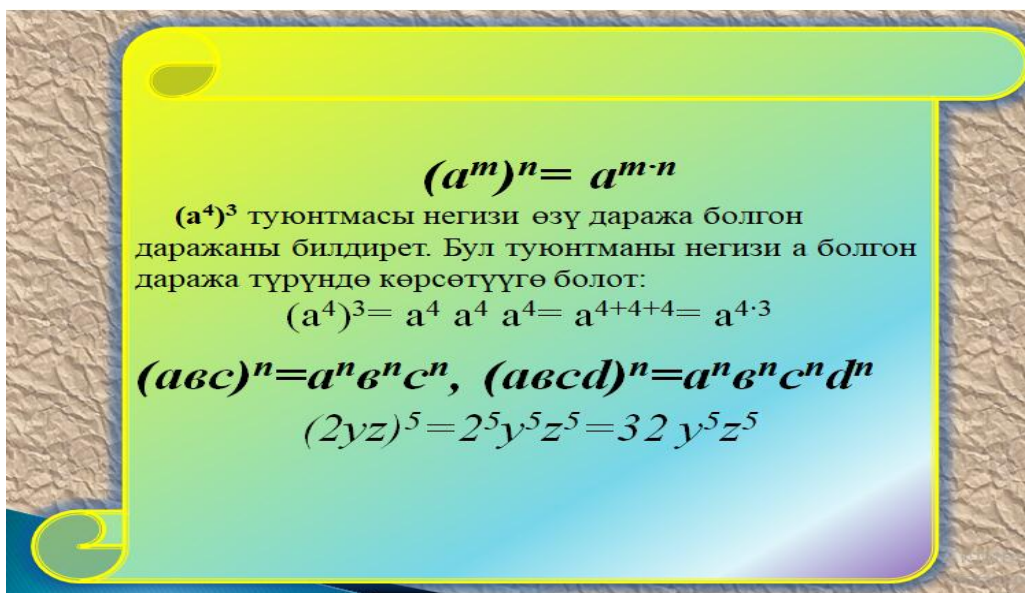 (aᵐ)ⁿ= aᵐ·ⁿ
(a⁴)³ туюнтмасы негизи өзү даража болгон
даражаны билдирет. Бул туюнтманы негизи а болгон
даража түрүндө көрсөтүүгө болот:
(a⁴)³= a⁴ a⁴ a⁴= a⁴⁺⁴⁺⁴= a⁴·³
(авс)ⁿ=aⁿвⁿcⁿ, (авсd)ⁿ=aⁿвⁿcⁿdⁿ
(2yz)⁵=2⁵y⁵z⁵=32 y⁵z⁵